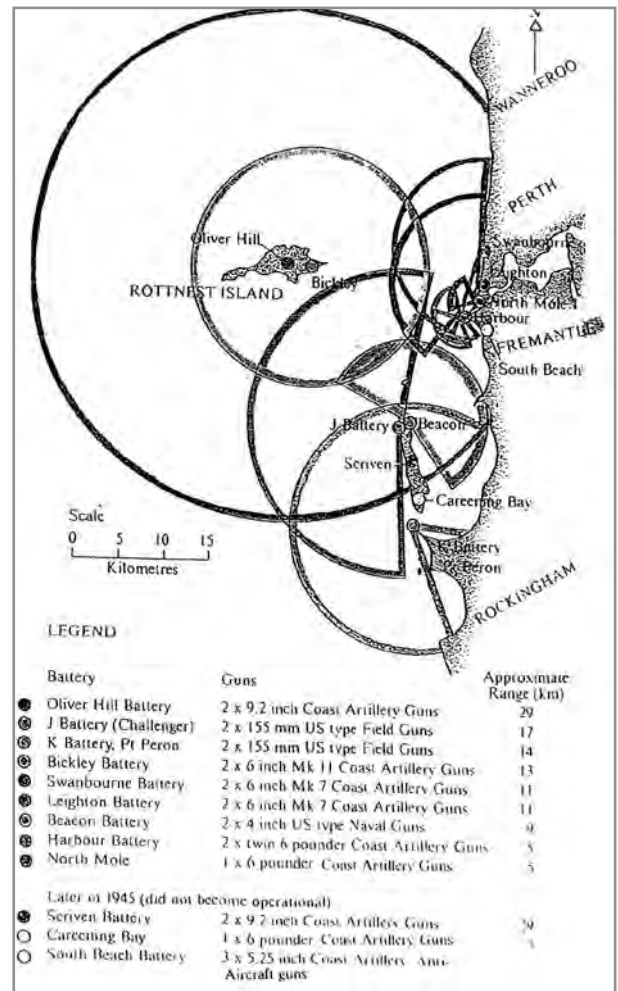 WANNEROO
PERTH
Swanbourne
Oliver Hill
Leighton
Bickley
ROTTNEST ISLAND
North Mole
Harbour
FREMANTLE
South Beach
J Battery
Beacon
Scriven
Careening Bay
Scale
0 5 10 15
Kilometres
K Battery
Pt Peron
ROCKINGHAM
LEGEND
Battery Guns Approximate Range (km)
Oliver Hill Battery 2 x 9.2 inch Coast Artillery Guns 29
J Battery (Challenger) 2 x 155 mm US type Field Guns 17
K Battery, Pt Peron 2 x 155 mm US type Field Guns 14
Bickley Battery 2 x 6 inch Mk 11 Coast Artillery Guns 13
Swanbourne Battery 2 x 6 inch Mk 7 Coast Artillery Guns 11
Leighton Battery 2 x 6 inch Mk 7 Coast Artillery Guns 11
Beacon Battery 2 x 4 inch US type Naval Guns 9
Harbour Battery 2 x twin 6 pounder Coast Artillery Guns 5
North Mole 1 x 6 pounder Coast Artillery Guns 5
Later in 1945 (did not become operational)
Scriven Battery 2 x 9.2 inch Coast Artillery Guns 29
Careening Bay 1 x 6 pounder Coast Artillery Guns
South Beach Battery 3 x 5.25 inch Coast Artillery Anti-
Aircraft guns